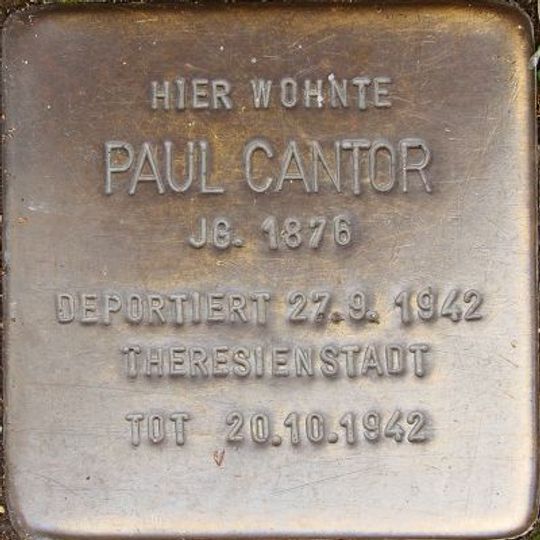 HIER WOHNTE
PAUL CANTOR
JG. 1876
DEPORTIERT 27.9. 1942
THERESIENSTADT
TOT 20.10.1942